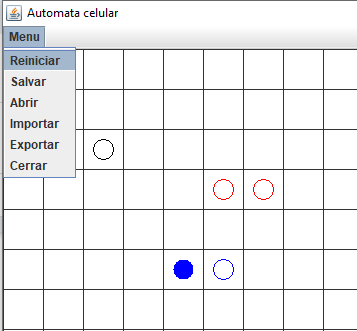 Automata celular
Menu
Reiniciar
Salvar
Abrir
Importar
Exportar
Cerrar